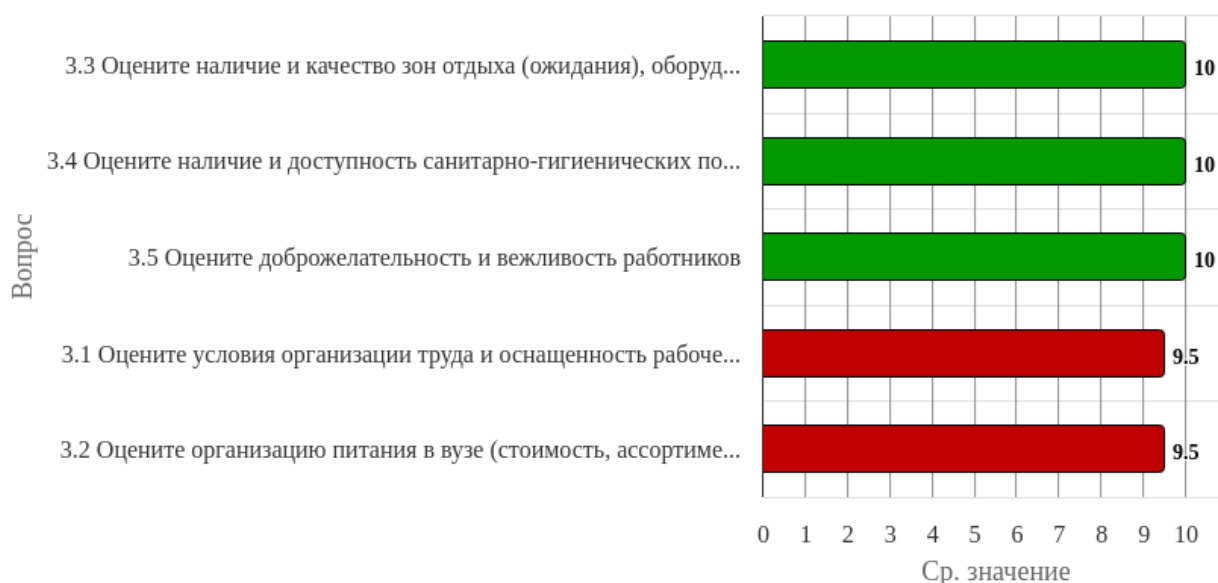 3.3 Оцените наличие и качество зон отдыха (ожидания), оборуд...
10
3.4 Оцените наличие и доступность санитарно-гигиенических по...
10
3.5 Оцените доброжелательность и вежливость работников
10
3.1 Оцените условия организации труда и оснащенность рабоче...
9.5
3.2 Оцените организацию питания в вузе (стоимость, ассортиме...
9.5
Вопрос
0 1 2 3 4 5 6 7 8 9 10
Ср. значение